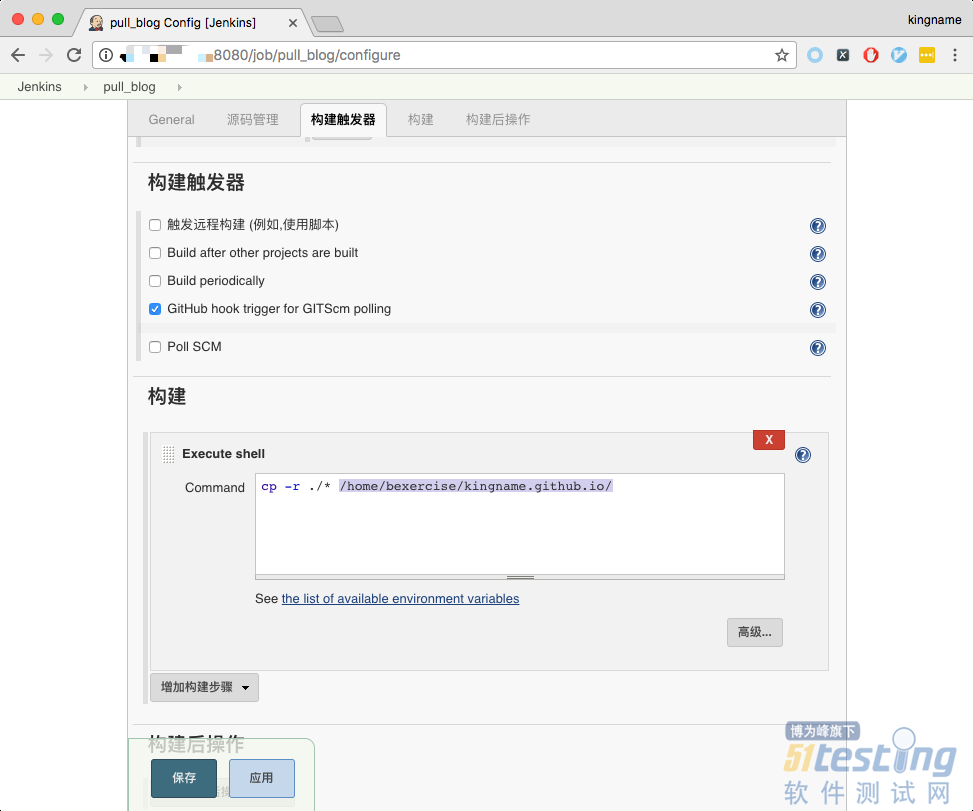 pull_blog Config [Jenkins]
kingname
8080/job/pull_blog/configure
Jenkins pull_blog
General 源码管理 构建触发器 构建 构建后操作
构建触发器
触发远程构建 (例如,使用脚本)
Build after other projects are built
Build periodically
GitHub hook trigger for GITScm polling
Poll SCM
构建
X
Execute shell
Command cp -r ./* /home/bexercise/kingname.github.io/
See the list of available environment variables
高级...
增加构建步骤
构建后操作
保存 应用
博为峰旗下
51testing
软件测试网